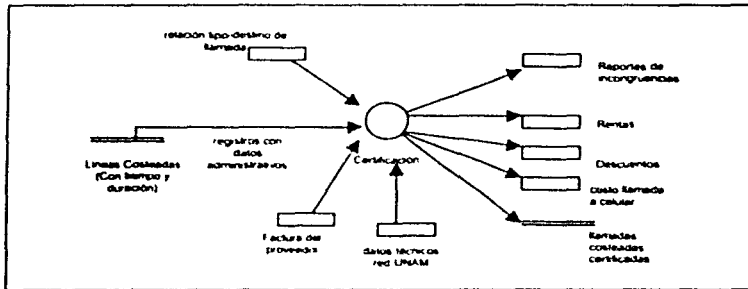 relación tipo-destino de
llamada
Reportes de
incongruencias
Rentas
registros con
datos
administrativos
Certificación
Lineas Costeadas
(Con tiempo y
duración)
Descuentos
costo llamada
a celular
Factura del
proveedor
datos técnicos
red UNAM
llamadas
costeadas
certificadas